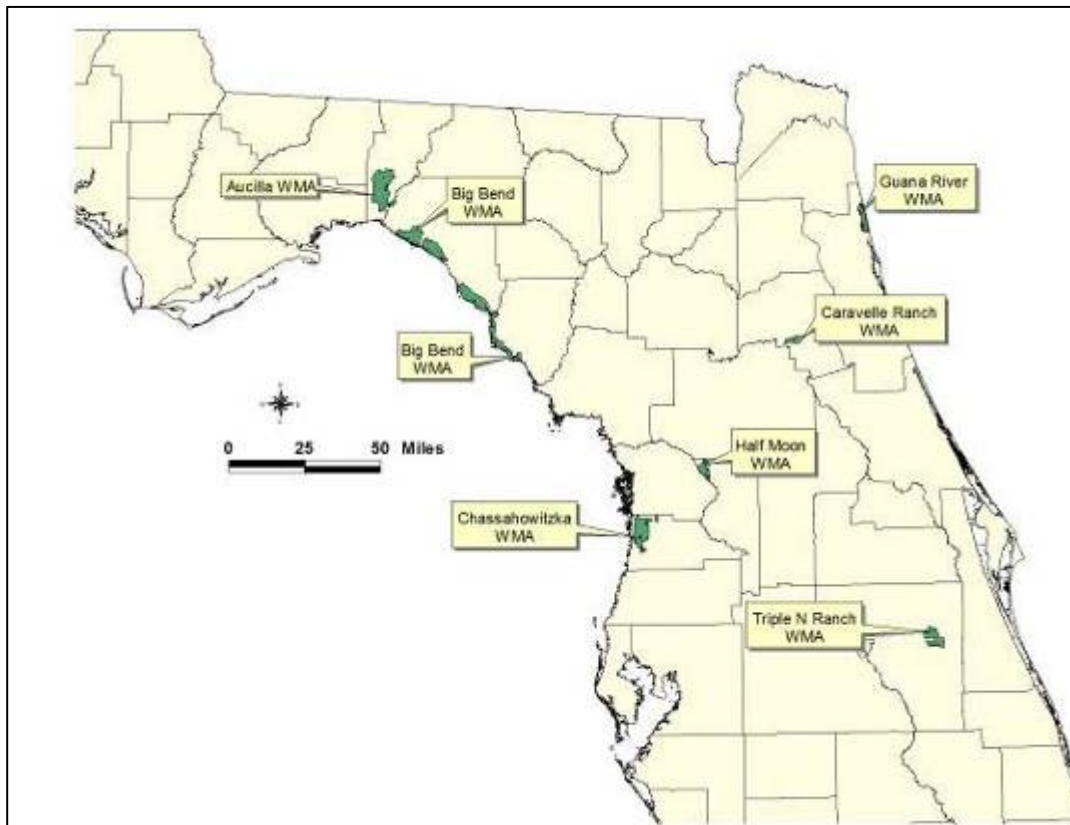 Aucilla WMA
Big Bend
WMA
Guana River
WMA
Caravelle Ranch
WMA
Big Bend
WMA
0 25 50 Miles
Half Moon
WMA
Chassahowitzka
WMA
Triple N Ranch
WMA